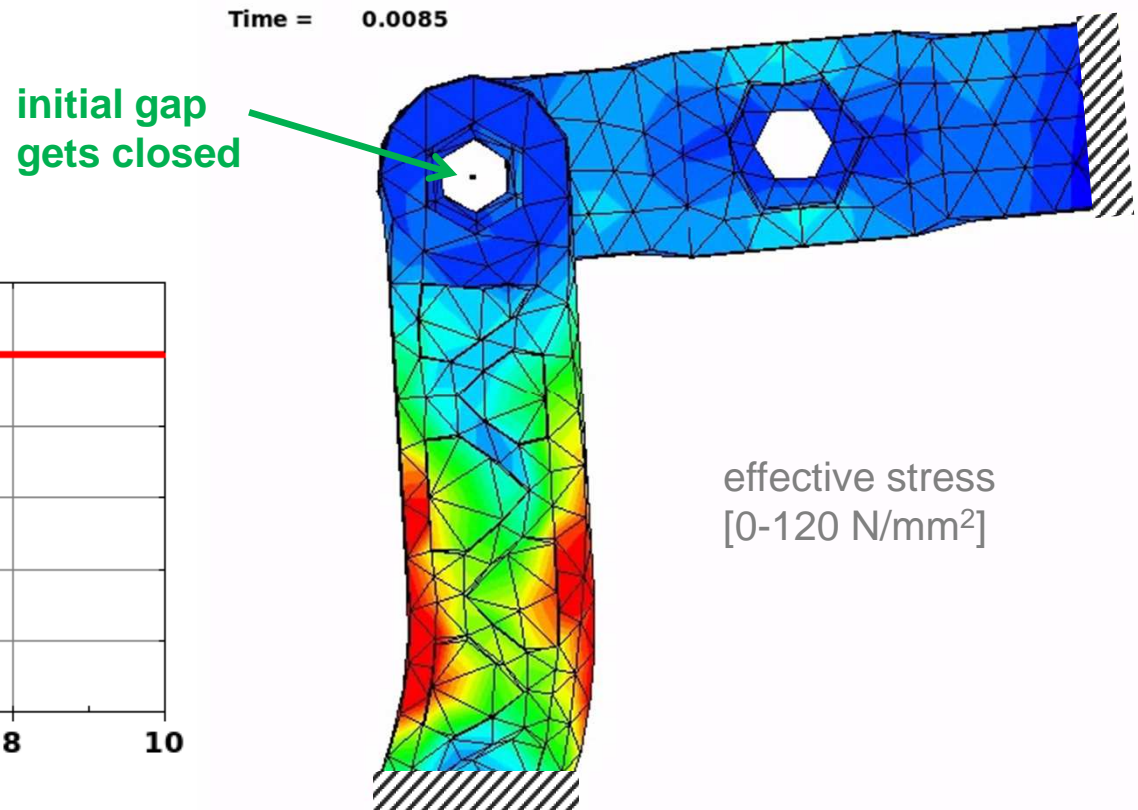 Time = 0.0085
initial gap
gets closed
effective stress
[0-120 N/mm²]
8 10